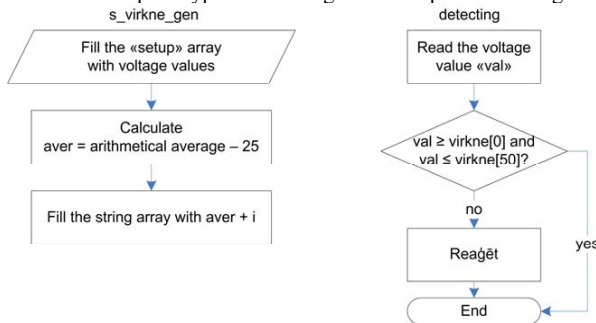 s_virkne_gen
Fill the «setup» array
with voltage values
Calculate
aver = arithmetical average – 25
Fill the string array with aver + i
detecting
Read the voltage
value «val»
val ≥ virkne[0] and
val ≤ virkne[50]?
no
yes
Reaģēt
End